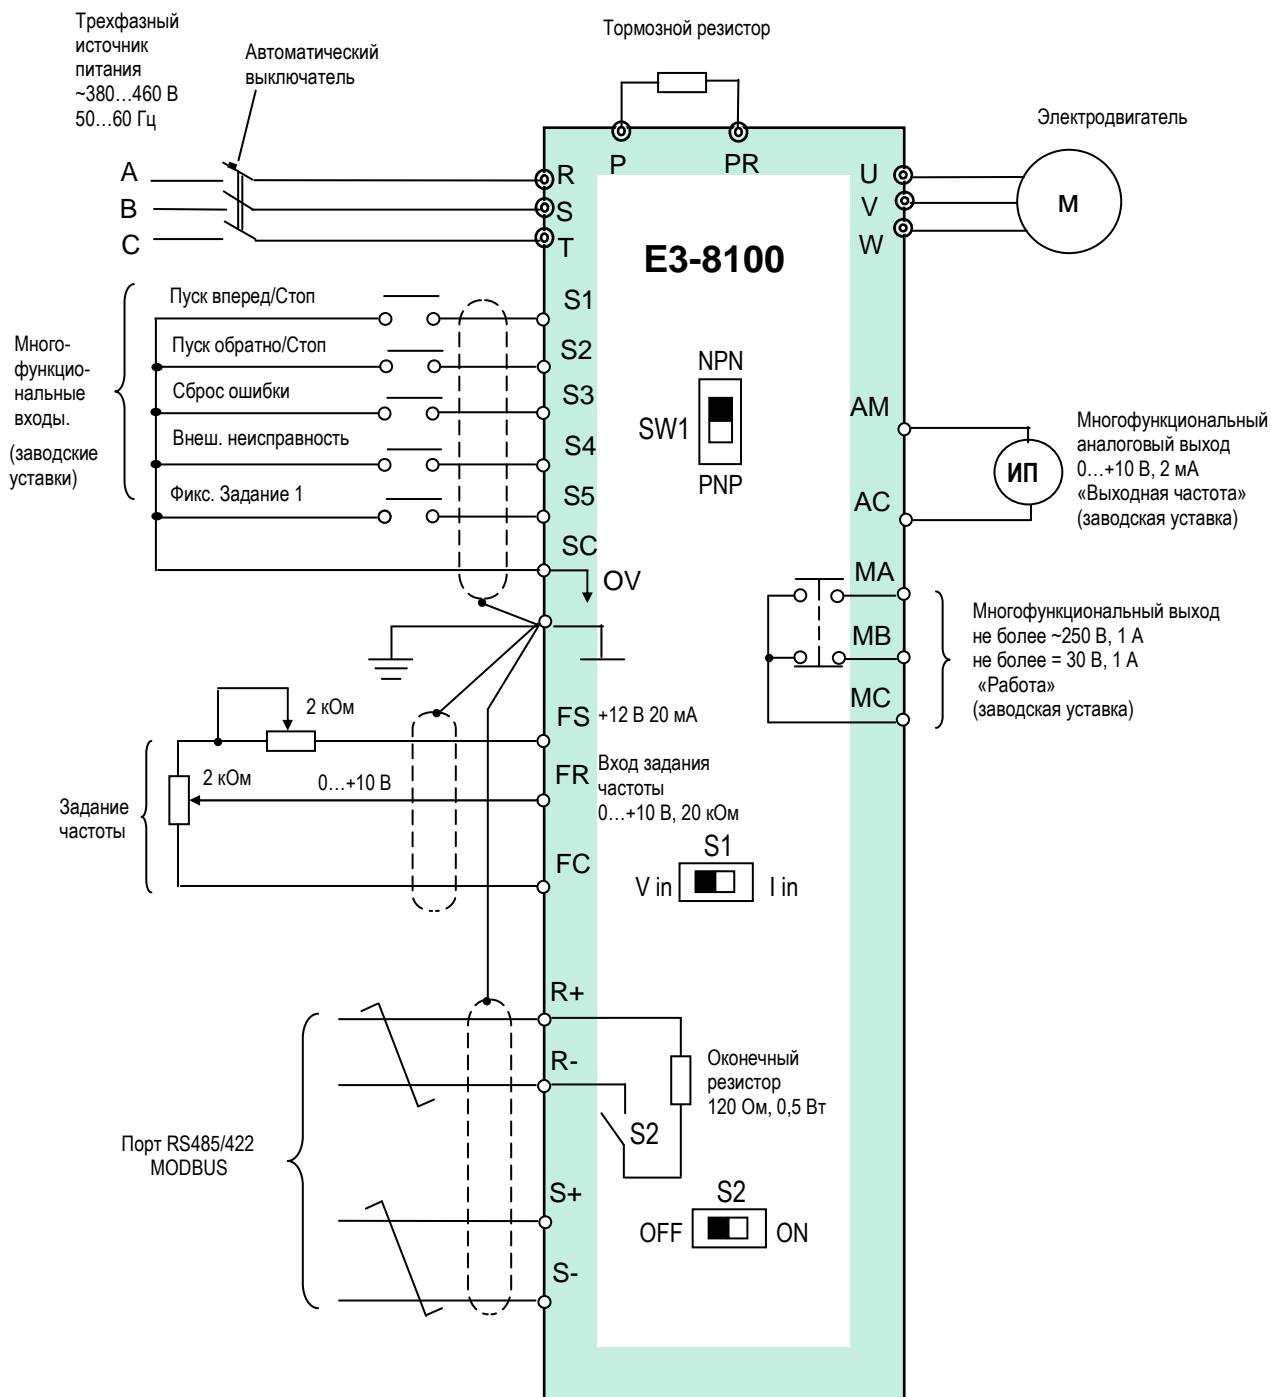 Трехфазный
источник
питания
~380…460 В
50…60 Гц
Автоматический
выключатель
Тормозной резистор
Электродвигатель
P
PR
A
B
C
R
S
T
U
V
W
М
E3-8100
Много-
функцио-
нальные
входы.
(заводские
уставки)
Пуск вперед/Стоп
Пуск обратно/Стоп
Сброс ошибки
Внеш. неисправность
Фикс. Задание 1
S1
S2
S3
S4
S5
SC
OV
NPN
SW1
PNP
AM
AC
ИП
Многофункциональный
аналоговый выход
0…+10 В, 2 мА
«Выходная частота»
(заводская уставка)
MA
MB
MC
Многофункциональный выход
не более ~250 В, 1 А
не более = 30 В, 1 А
«Работа»
(заводская уставка)
2 кОм
2 кОм
0…+10 В
Задание
частоты
FS
+12 В 20 мА
FR
Вход задания
частоты
0…+10 В, 20 кОм
FC
S1
V in
I in
R+
R-
Оконечный
резистор
120 Ом, 0,5 Вт
S2
Порт RS485/422
MODBUS
S+
S-
S2
OFF
ON